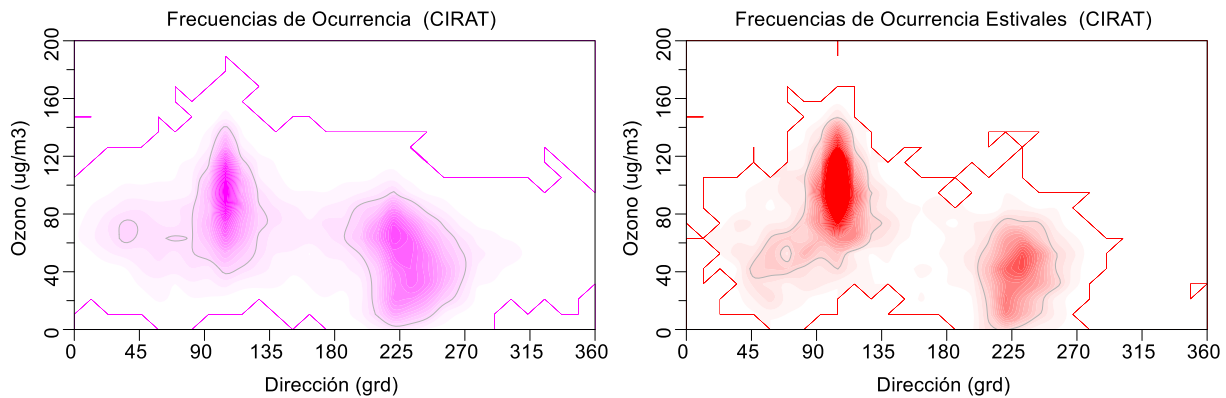 Frecuencias de Ocurrencia (CIRAT)
200
160
120
80
40
0
Ozono (ug/m3)
0 45 90 135 180 225 270 315 360
Dirección (grd)
Frecuencias de Ocurrencia Estivales (CIRAT)
200
160
120
80
40
0
Ozono (ug/m3)
0 45 90 135 180 225 270 315 360
Dirección (grd)